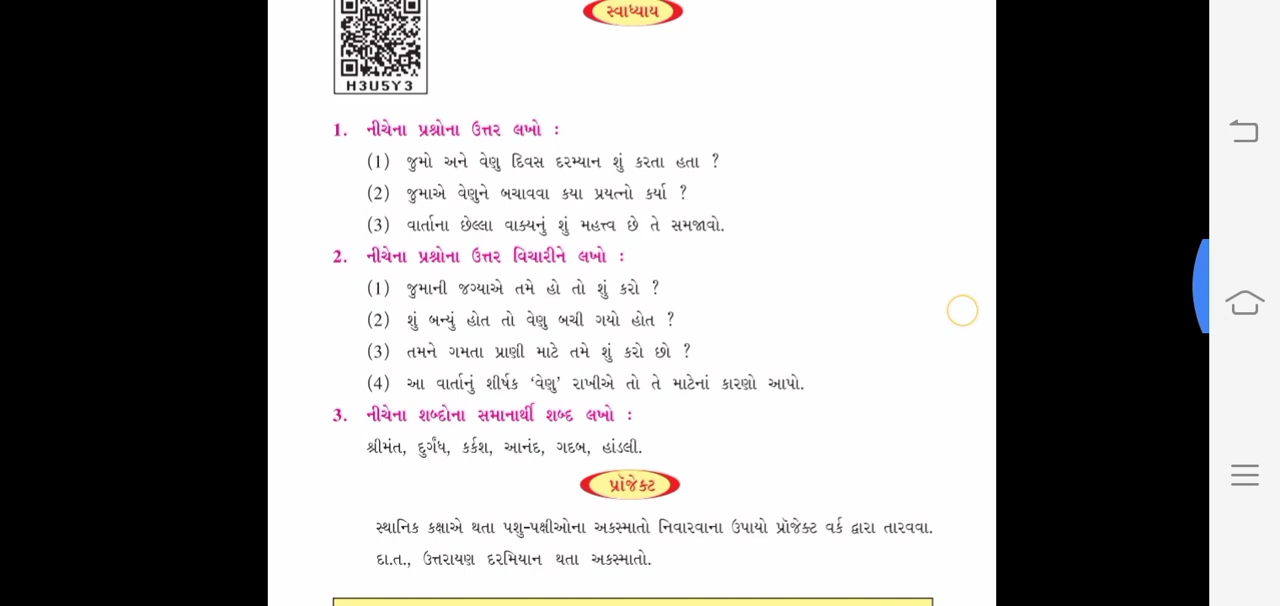 સ્વાધ્યાય
H3U5Y3
1. નીચેના પ્રશ્નોના ઉત્તર લખો :
(1) જુમો અને વેણુ દિવસ દરમ્યાન શું કરતા હતા ?
(2) જુમાએ વેણુને બચાવવા કયા પ્રયત્નો કર્યા ?
(3) વાર્તાના છેલ્લા વાક્યનું શું મહત્ત્વ છે તે સમજાવો.
2. નીચેના પ્રશ્નોના ઉત્તર વિચારીને લખો :
(1) જુમાની જગ્યાએ તમે હો તો શું કરો ?
(2) શું બન્યું હોત તો વેણુ બચી ગયો હોત ?
(3) તમને ગમતા પ્રાણી માટે તમે શું કરો છો ?
(4) આ વાર્તાનું શીર્ષક ‘વેણુ’ રાખીએ તો તે માટેનાં કારણો આપો.
3. નીચેના શબ્દોના સમાનાર્થી શબ્દ લખો :
શ્રીમંત, દુર્ગંધ, કર્કશ, આનંદ, ગદબ, હાંડલી.
પ્રૉજેક્ટ
સ્થાનિક કક્ષાએ થતા પશુ-પક્ષીઓના અકસ્માતો નિવારવાના ઉપાયો પ્રૉજેક્ટ વર્ક દ્વારા તારવવા.
દા.ત., ઉત્તરાયણ દરમિયાન થતા અકસ્માતો.